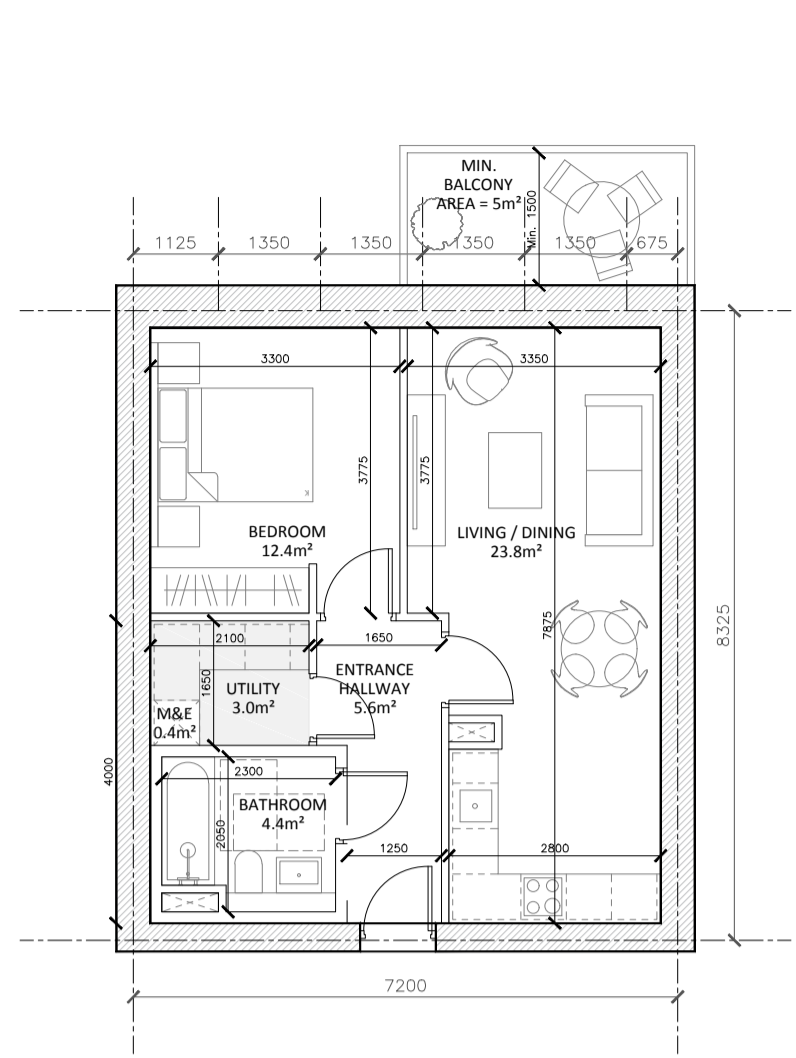 MIN.
BALCONY
AREA = 5m²
Min. 1500
1125
1350
1350
1350
1350
675
3300
3350
3775
3775
BEDROOM
12.4m²
LIVING / DINING
23.8m²
7875
8325
2100
1650
1650
ENTRANCE
HALLWAY
5.6m²
UTILITY
3.0m²
M&E
0.4m²
4000
2300
BATHROOM
4.4m²
2050
1250
2800
7200